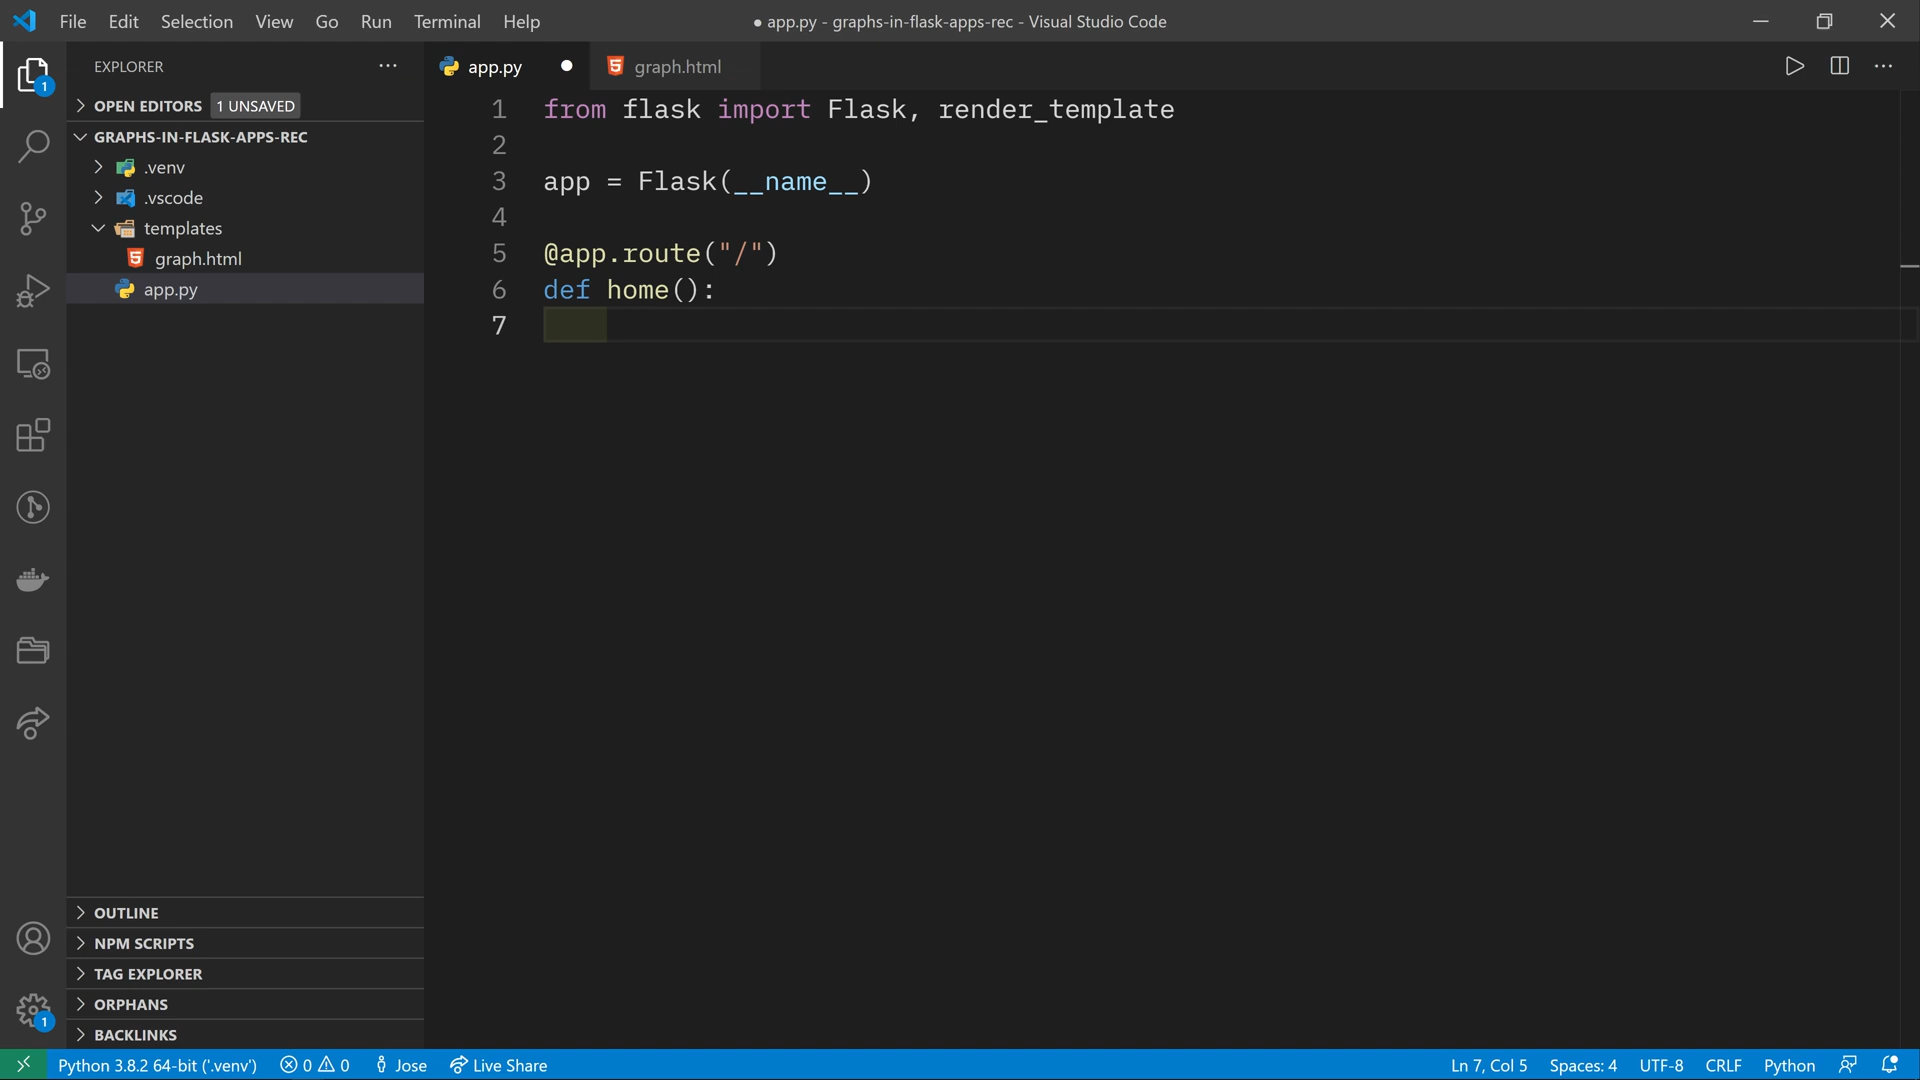 File Edit Selection View Go Run Terminal Help
● app.py - graphs-in-flask-apps-rec - Visual Studio Code
1
EXPLORER
OPEN EDITORS 1 UNSAVED
GRAPHS-IN-FLASK-APPS-REC
.venv
.vscode
templates
graph.html
app.py
OUTLINE
NPM SCRIPTS
TAG EXPLORER
ORPHANS
BACKLINKS
1
app.py graph.html
1 from flask import Flask, render_template
2
3 app = Flask(__name__)
4
5 @app.route("/")
6 def home():
7
Python 3.8.2 64-bit ('.venv') 0 0 Jose Live Share Ln 7, Col 5 Spaces: 4 UTF-8 CRLF Python